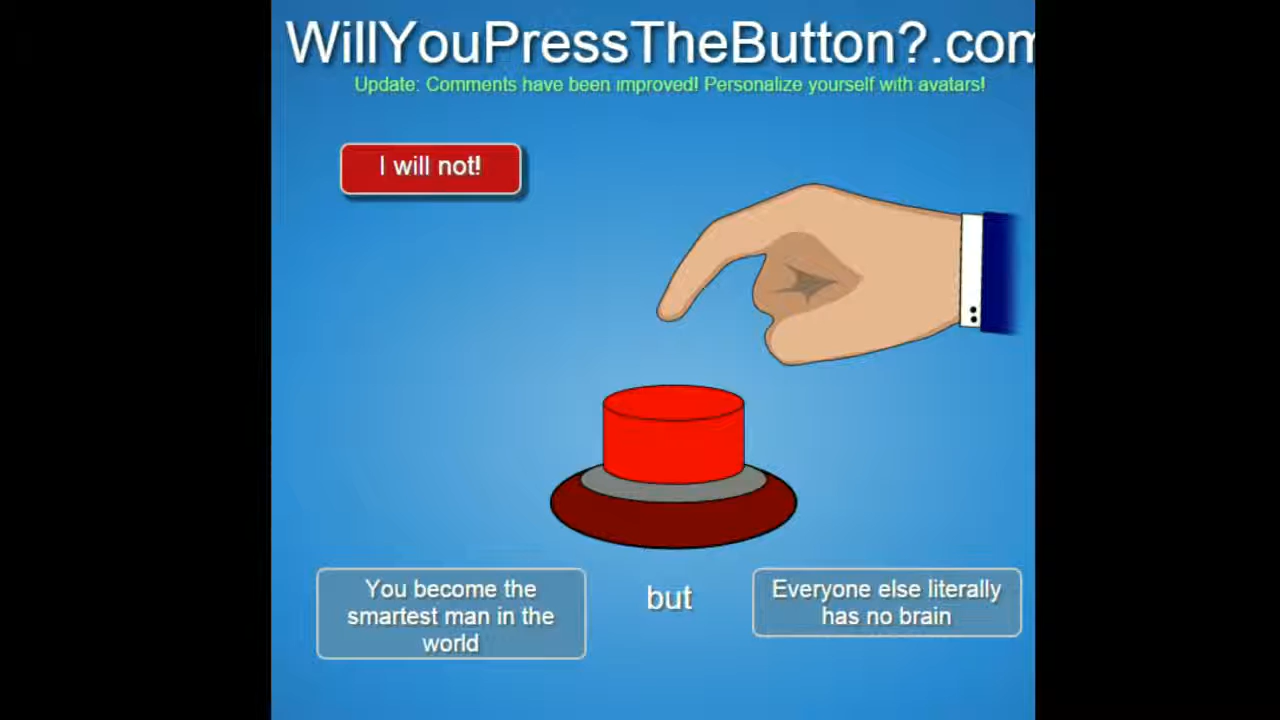 WillYouPressTheButton?.com
Update: Comments have been improved! Personalize yourself with avatars!
I will not!
You become the
smartest man in the
world
but
Everyone else literally
has no brain